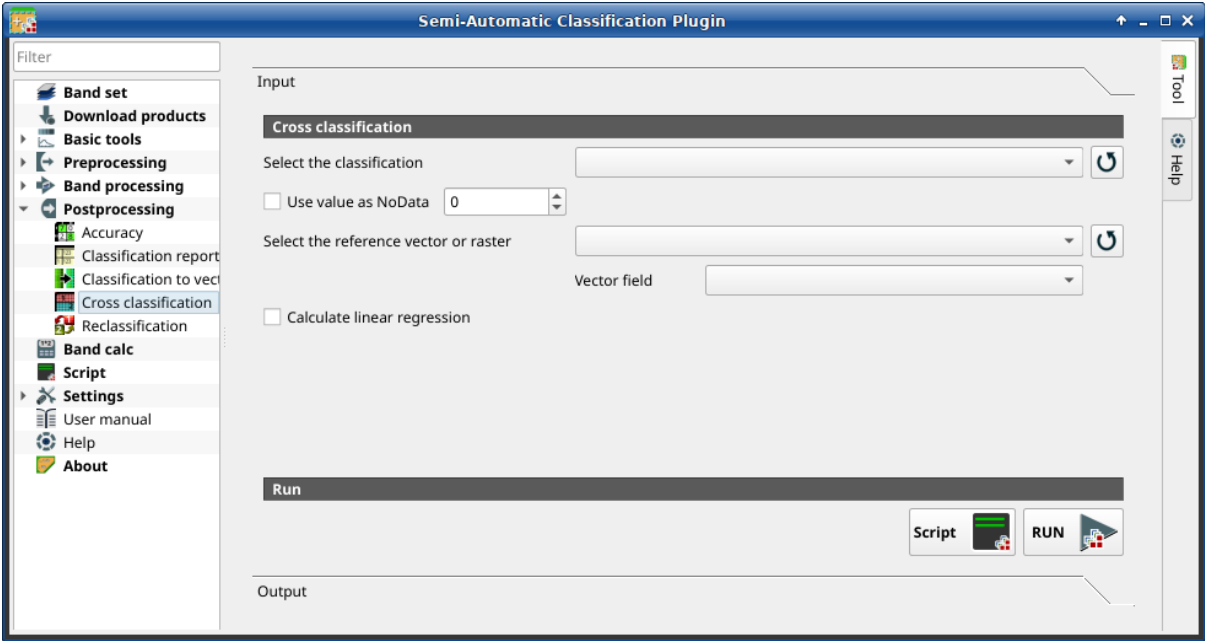 Semi-Automatic Classification Plugin
Filter
Band set
Download products
Basic tools
Preprocessing
Band processing
Postprocessing
Accuracy
Classification report
Classification to vect
Cross classification
Reclassification
Band calc
Script
Settings
User manual
Help
About
Input
Cross classification
Select the classification
Use value as NoData 0
Select the reference vector or raster
Vector field
Calculate linear regression
Run
Script
RUN
Output
Tool
Help